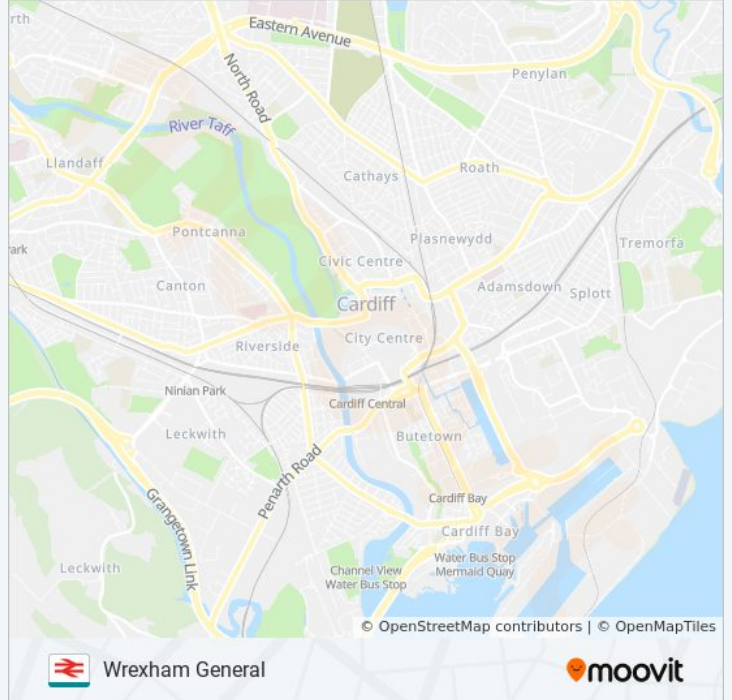 rth
Eastern Avenue
North Road
Penylan
River Taff
Llandaff
Roath
Cathays
Pontcanna
Plasnewydd
Tremorfa
ark
Civic Centre
Canton
Adamsdown
Splott
Cardiff
City Centre
Riverside
Ninian Park
Cardiff Central
Leckwith
Butetown
Penarth Road
Grangetown Link
Cardiff Bay
Cardiff Bay
Water Bus Stop
Mermaid Quay
Leckwith
Channel View
Water Bus Stop
© OpenStreetMap contributors | © OpenMapTiles
Wrexham General
moovit